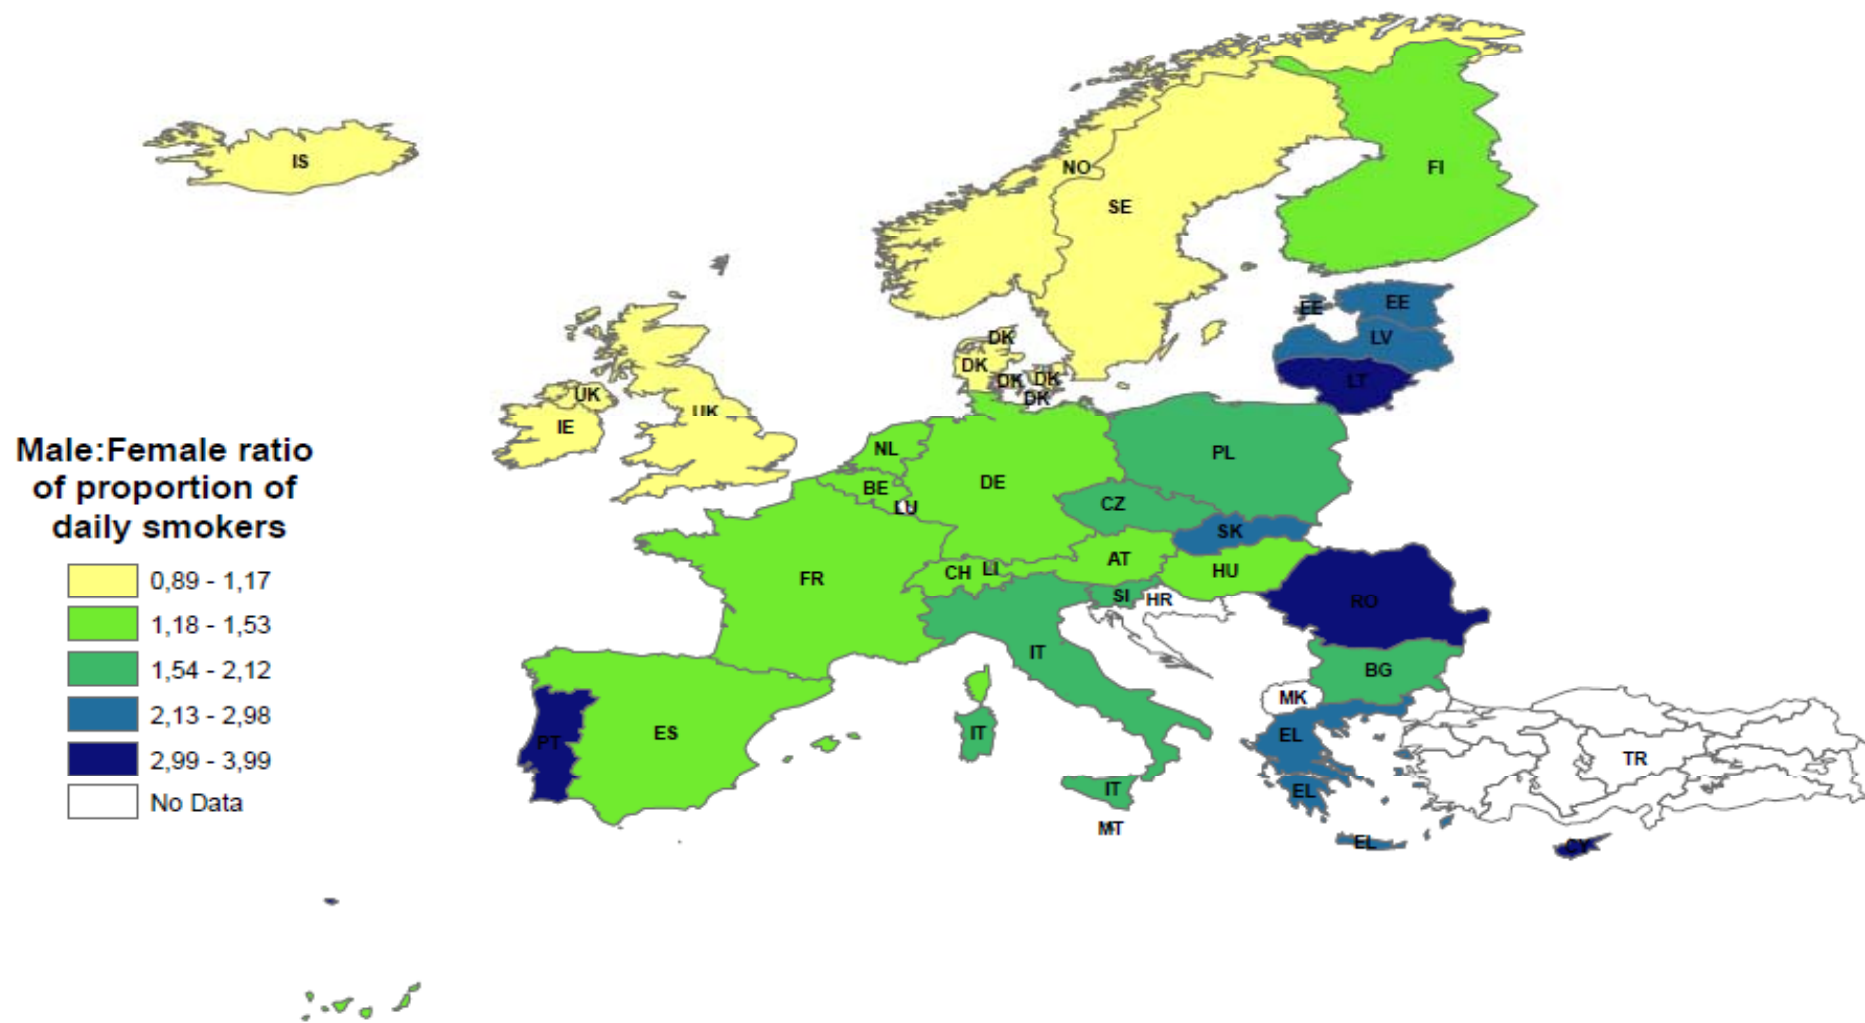 IS
NO
SE
FI
EE
EE
LV
LT
DK
DK
DK
DK
DK
UK
IE
UK
NL
BE
LU
DE
PL
CZ
SK
FR
CH
LI
AT
HU
SI
HR
RO
IT
BG
MK
PT
ES
IT
EL
TR
IT
EL
MT
EL
CY
Male:Female ratio
of proportion of
daily smokers
0,89 - 1,17
1,18 - 1,53
1,54 - 2,12
2,13 - 2,98
2,99 - 3,99
No Data